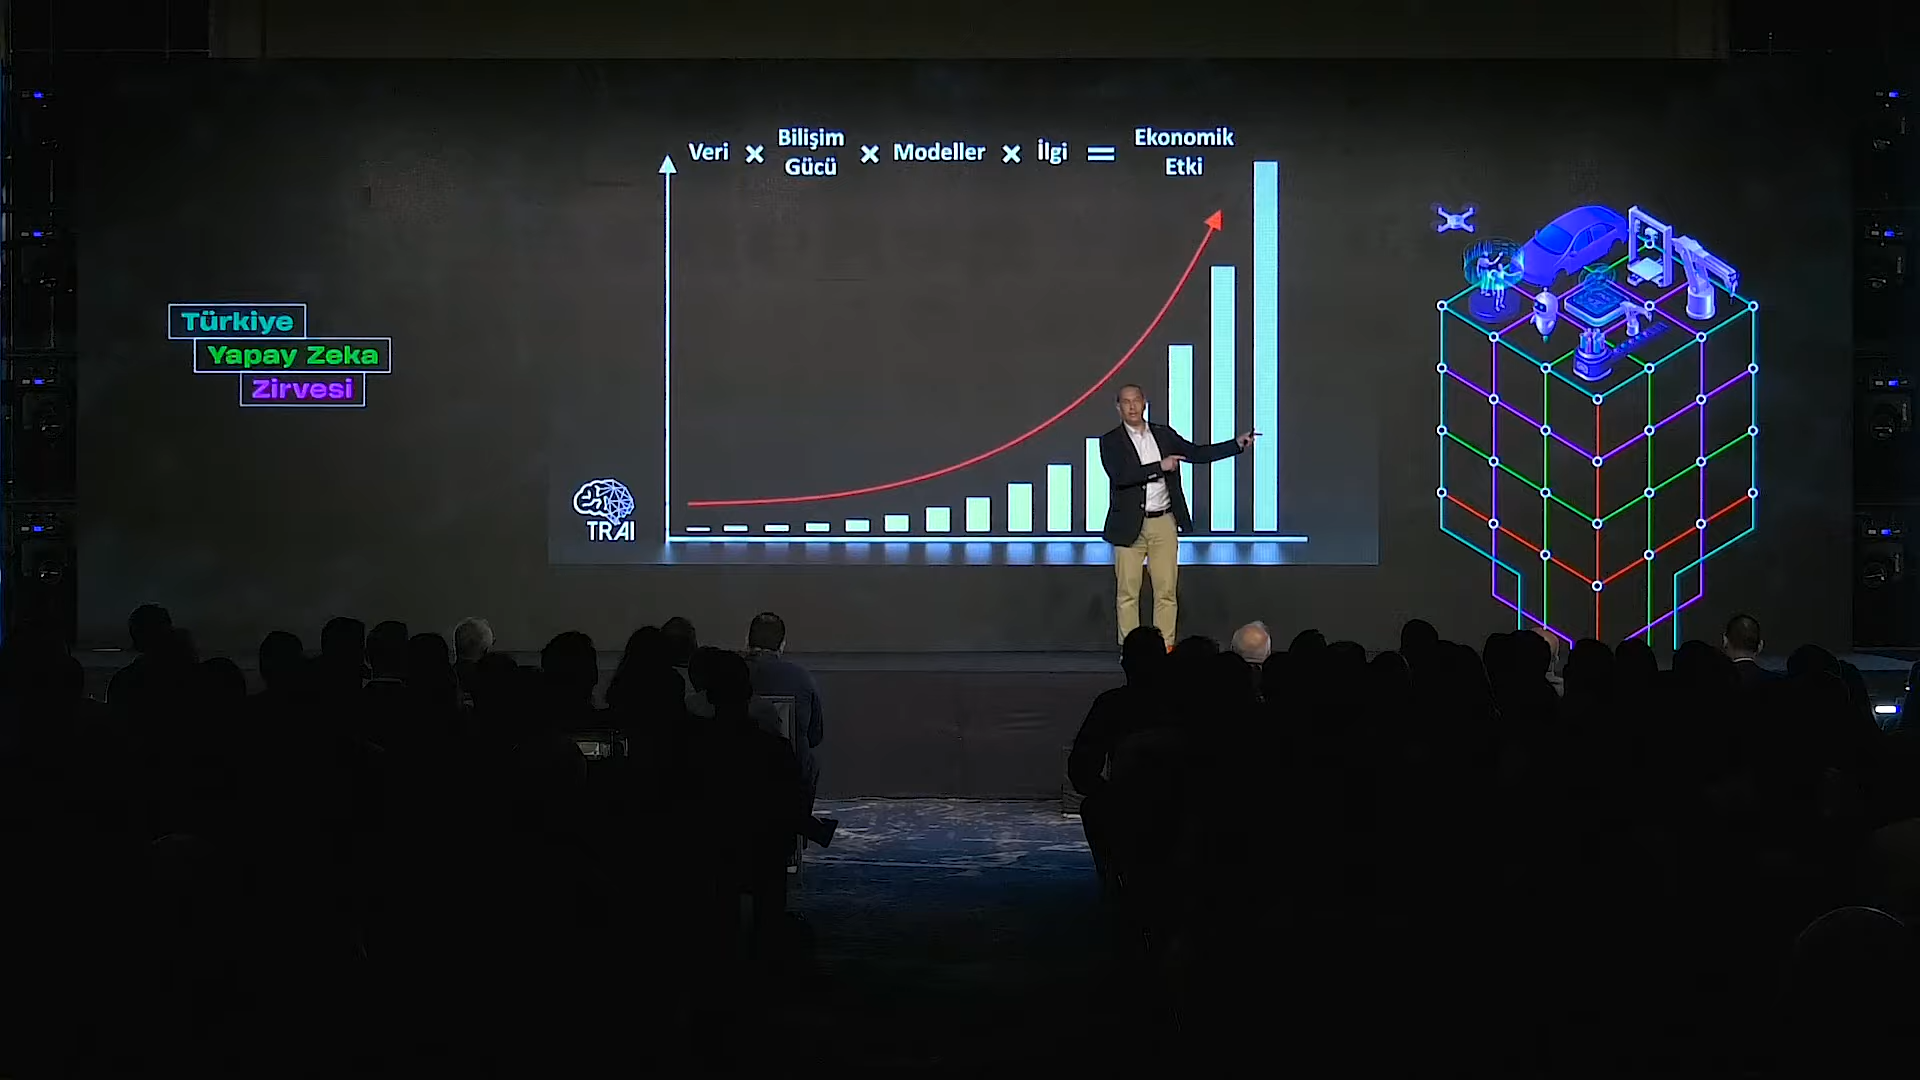 Veri × Bilişim Gücü × Modeller × İlgi = Ekonomik Etki
Türkiye
Yapay Zeka
Zirvesi
TRAI